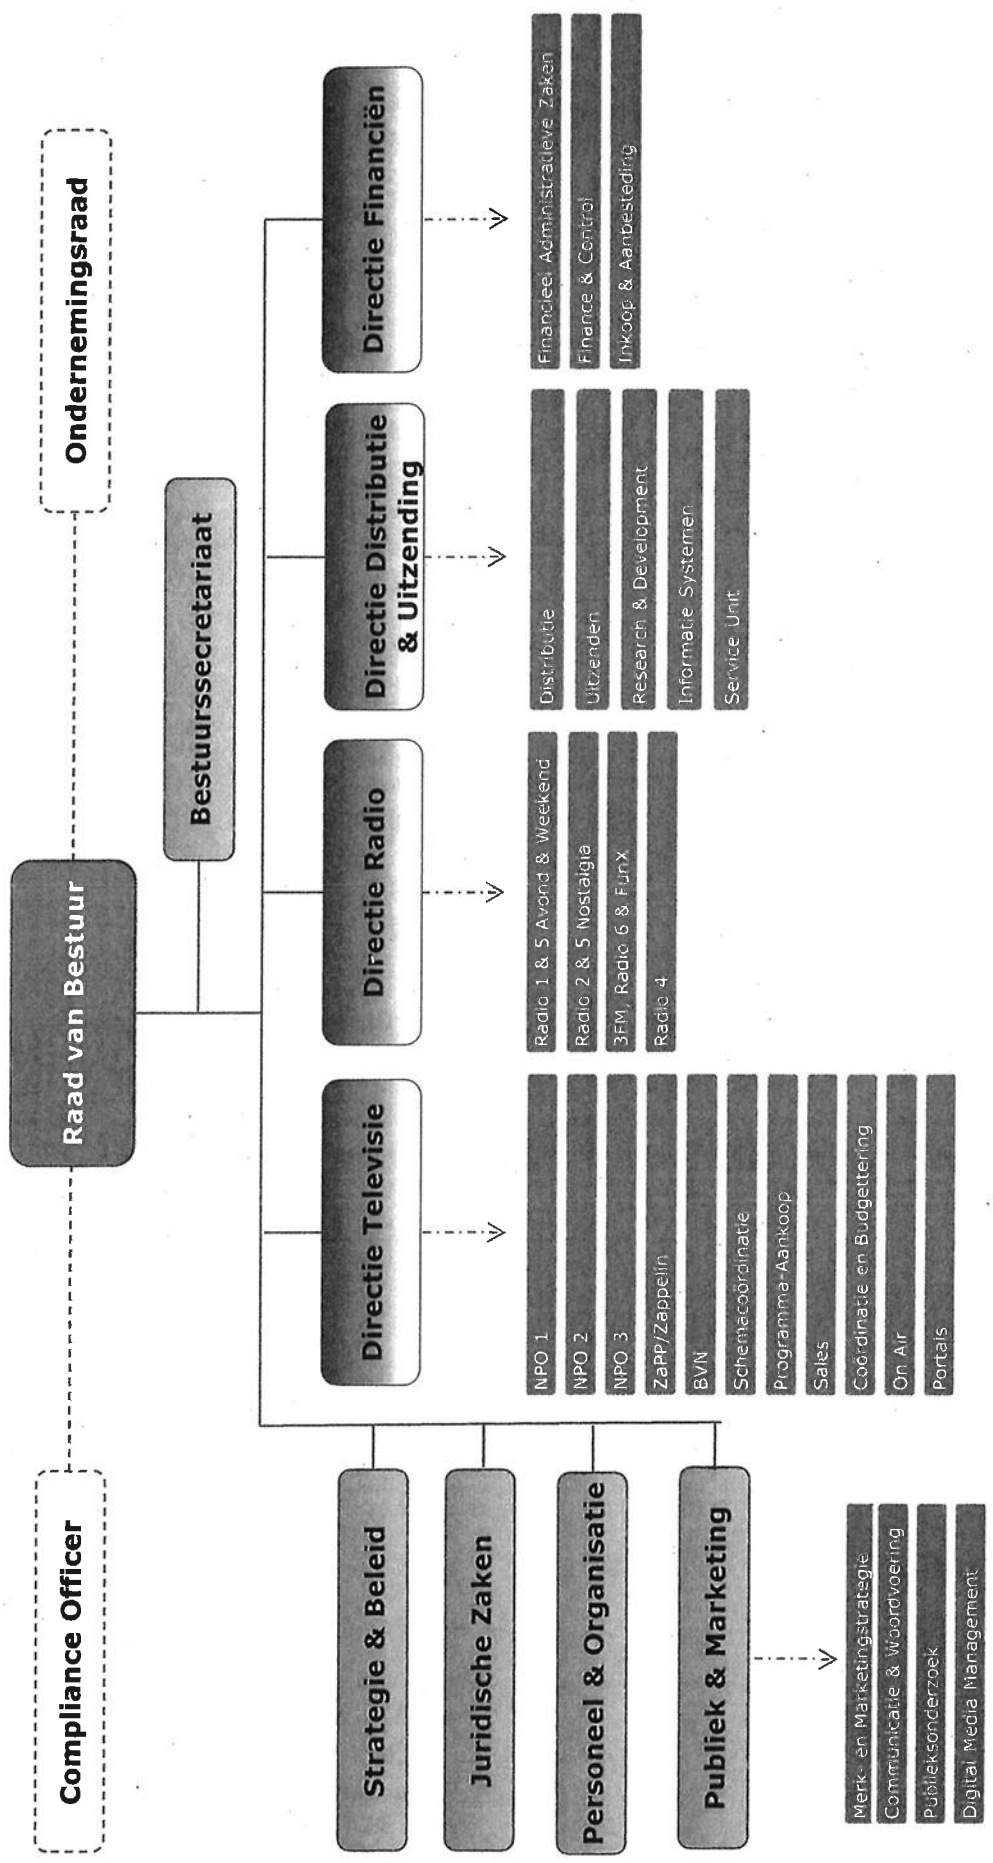 Compliance Officer
Raad van Bestuur
Ondernemingsraad
Bestuurssecretariaat
Strategie & Beleid
Juridische Zaken
Personeel & Organisatie
Publiek & Marketing
Merk- en Marketingstrategie
Communicatie & Woordvoering
Publieksonderzoek
Digital Media Management
Directie Televisie
NPO 1
NPO 2
NPO 3
ZaPP/Zappelin
BVN
Schemacoördinatie
Programma-Aankoop
Sales
Coördinatie en Budgettering
On Air
Portals
Directie Radio
Radio 1 & 5 Avond & Weekend
Radio 2 & 5 Nostalgia
3FM, Radio 6 & FunX
Radio 4
Directie Distributie
& Uitzending
Distributie
Uitzenden
Research & Development
Informatie Systemen
Service Unit
Directie Financiën
Financieel Administratieve Zaken
Finance & Control
Inkoop & Aanbesteding